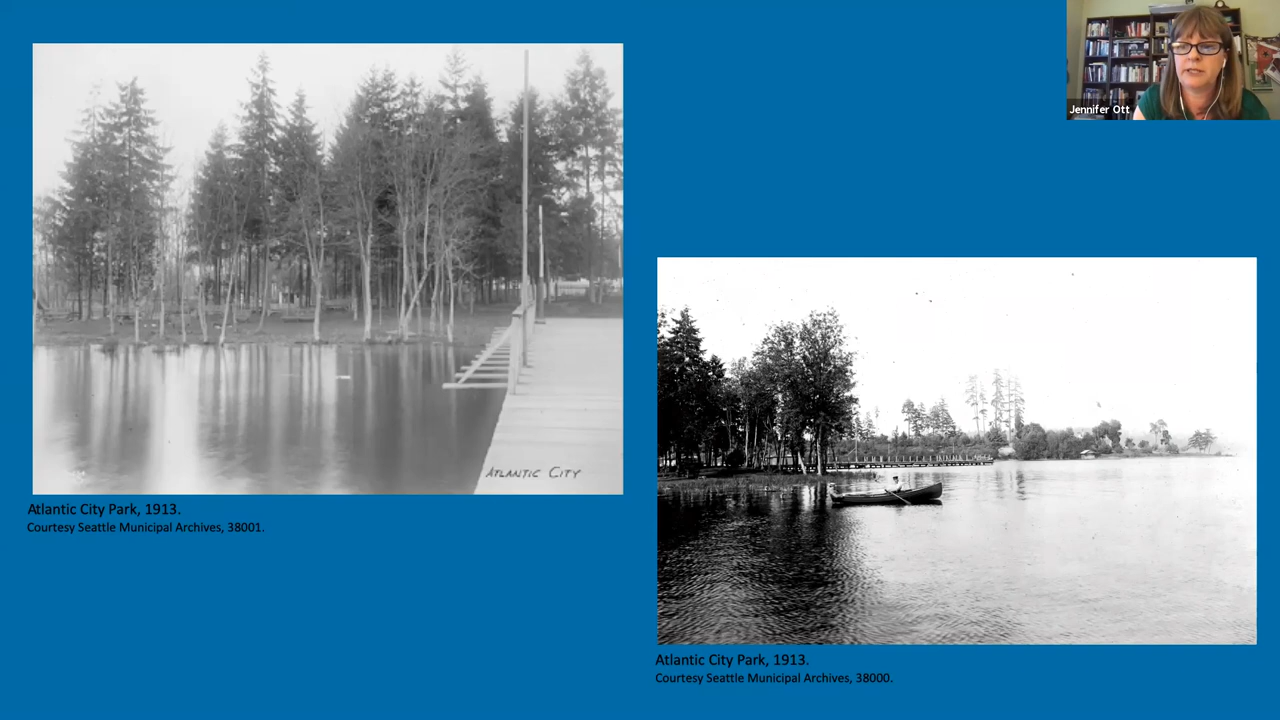 Jennifer Ott
ATLANTIC CITY
Atlantic City Park, 1913.
Courtesy Seattle Municipal Archives, 38001.
Atlantic City Park, 1913.
Courtesy Seattle Municipal Archives, 38000.